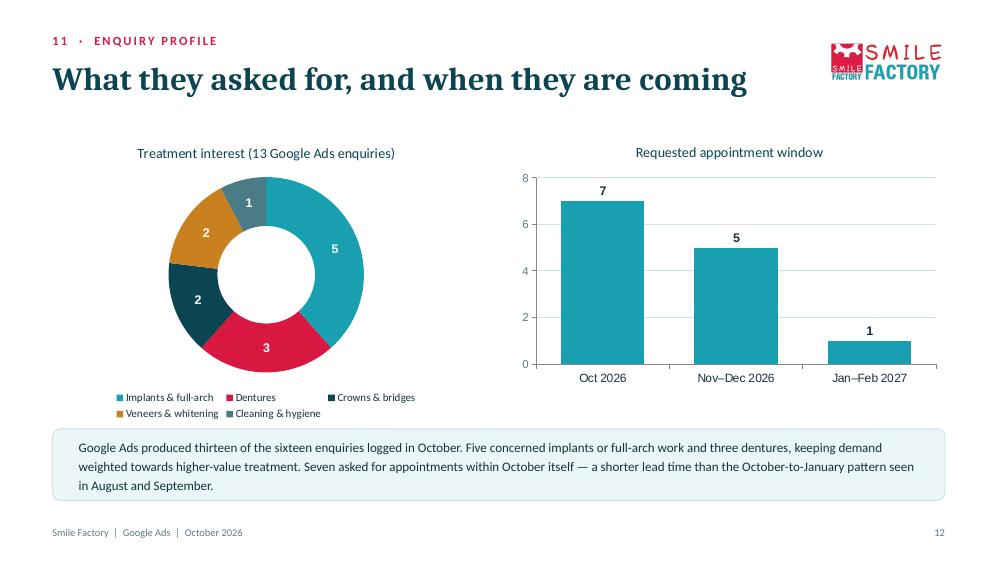 11 · ENQUIRY PROFILE
What they asked for, and when they are coming
SMILE
FACTORY
SMILE
FACTORY
Treatment interest (13 Google Ads enquiries)
1
2
5
2
3
Implants & full-arch
Dentures
Crowns & bridges
Veneers & whitening
Cleaning & hygiene
Requested appointment window
8
6
4
2
0
7
5
1
Oct 2026
Nov–Dec 2026
Jan–Feb 2027
Google Ads produced thirteen of the sixteen enquiries logged in October. Five concerned implants or full-arch work and three dentures, keeping demand
weighted towards higher-value treatment. Seven asked for appointments within October itself — a shorter lead time than the October-to-January pattern seen
in August and September.
Smile Factory | Google Ads | October 2026
12